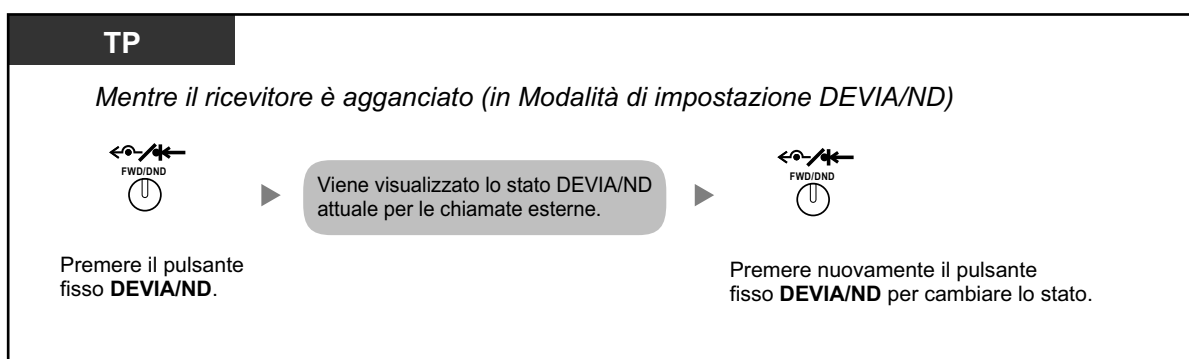 TP
Mentre il ricevitore è agganciato (in Modalità di impostazione DEVIA/ND)
FWD/DND
Viene visualizzato lo stato DEVIA/ND
attuale per le chiamate esterne.
FWD/DND
Premere il pulsante
fisso DEVIA/ND.
Premere nuovamente il pulsante
fisso DEVIA/ND per cambiare lo stato.